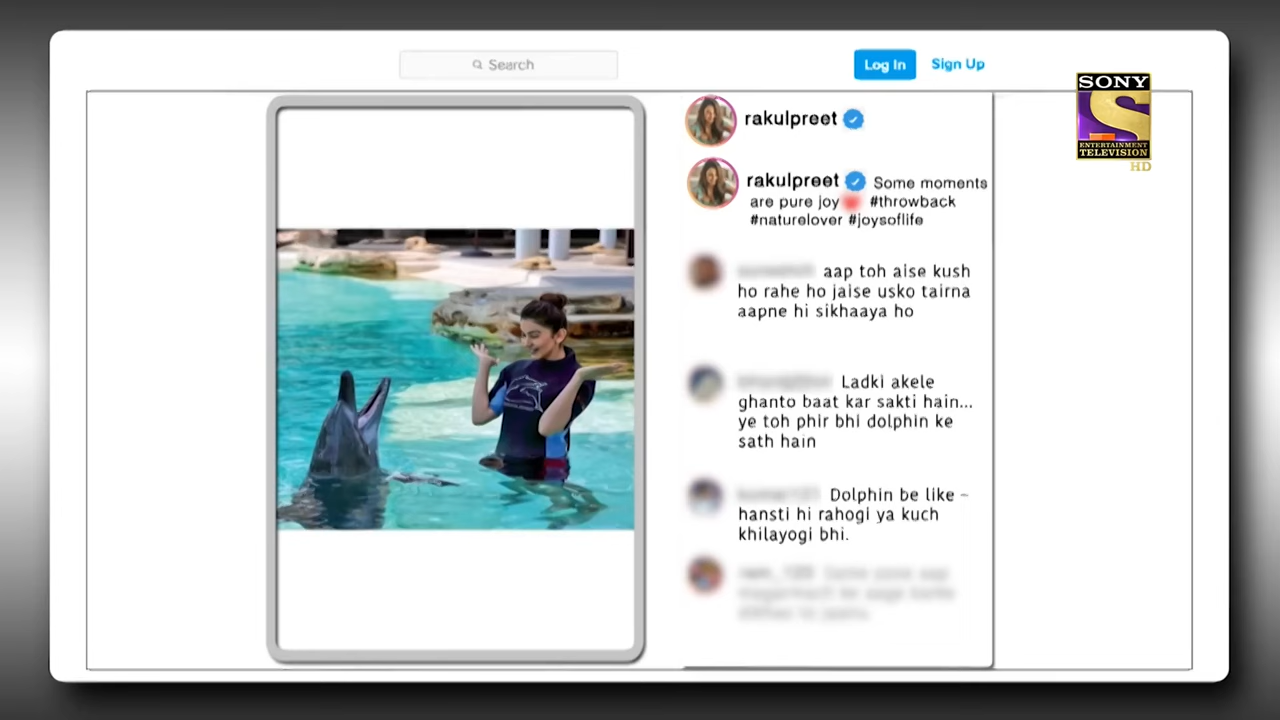 Search
Log In
Sign Up
SONY
S
ENTERTAINMENT
TELEVISION
HD
rakulpreet
rakulpreet Some moments
are pure joy #throwback
#naturelover #joysoflife
aap toh aise kush
ho rahe ho jaise usko tairna
aapne hi sikhaaya ho
Ladki akele
ghanto baat kar sakti hain...
ye toh phir bhi dolphin ke
sath hain
Dolphin be like -
hansti hi rahogi ya kuch
khilayogi bhi.